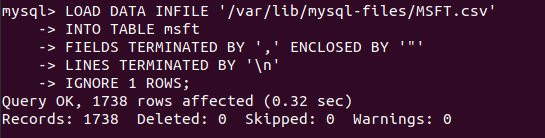 mysql> LOAD DATA INFILE '/var/lib/mysql-files/MSFT.csv'
    -> INTO TABLE msft
    -> FIELDS TERMINATED BY ',' ENCLOSED BY '"'
    -> LINES TERMINATED BY '\n'
    -> IGNORE 1 ROWS;
Query OK, 1738 rows affected (0.32 sec)
Records: 1738  Deleted: 0  Skipped: 0  Warnings: 0